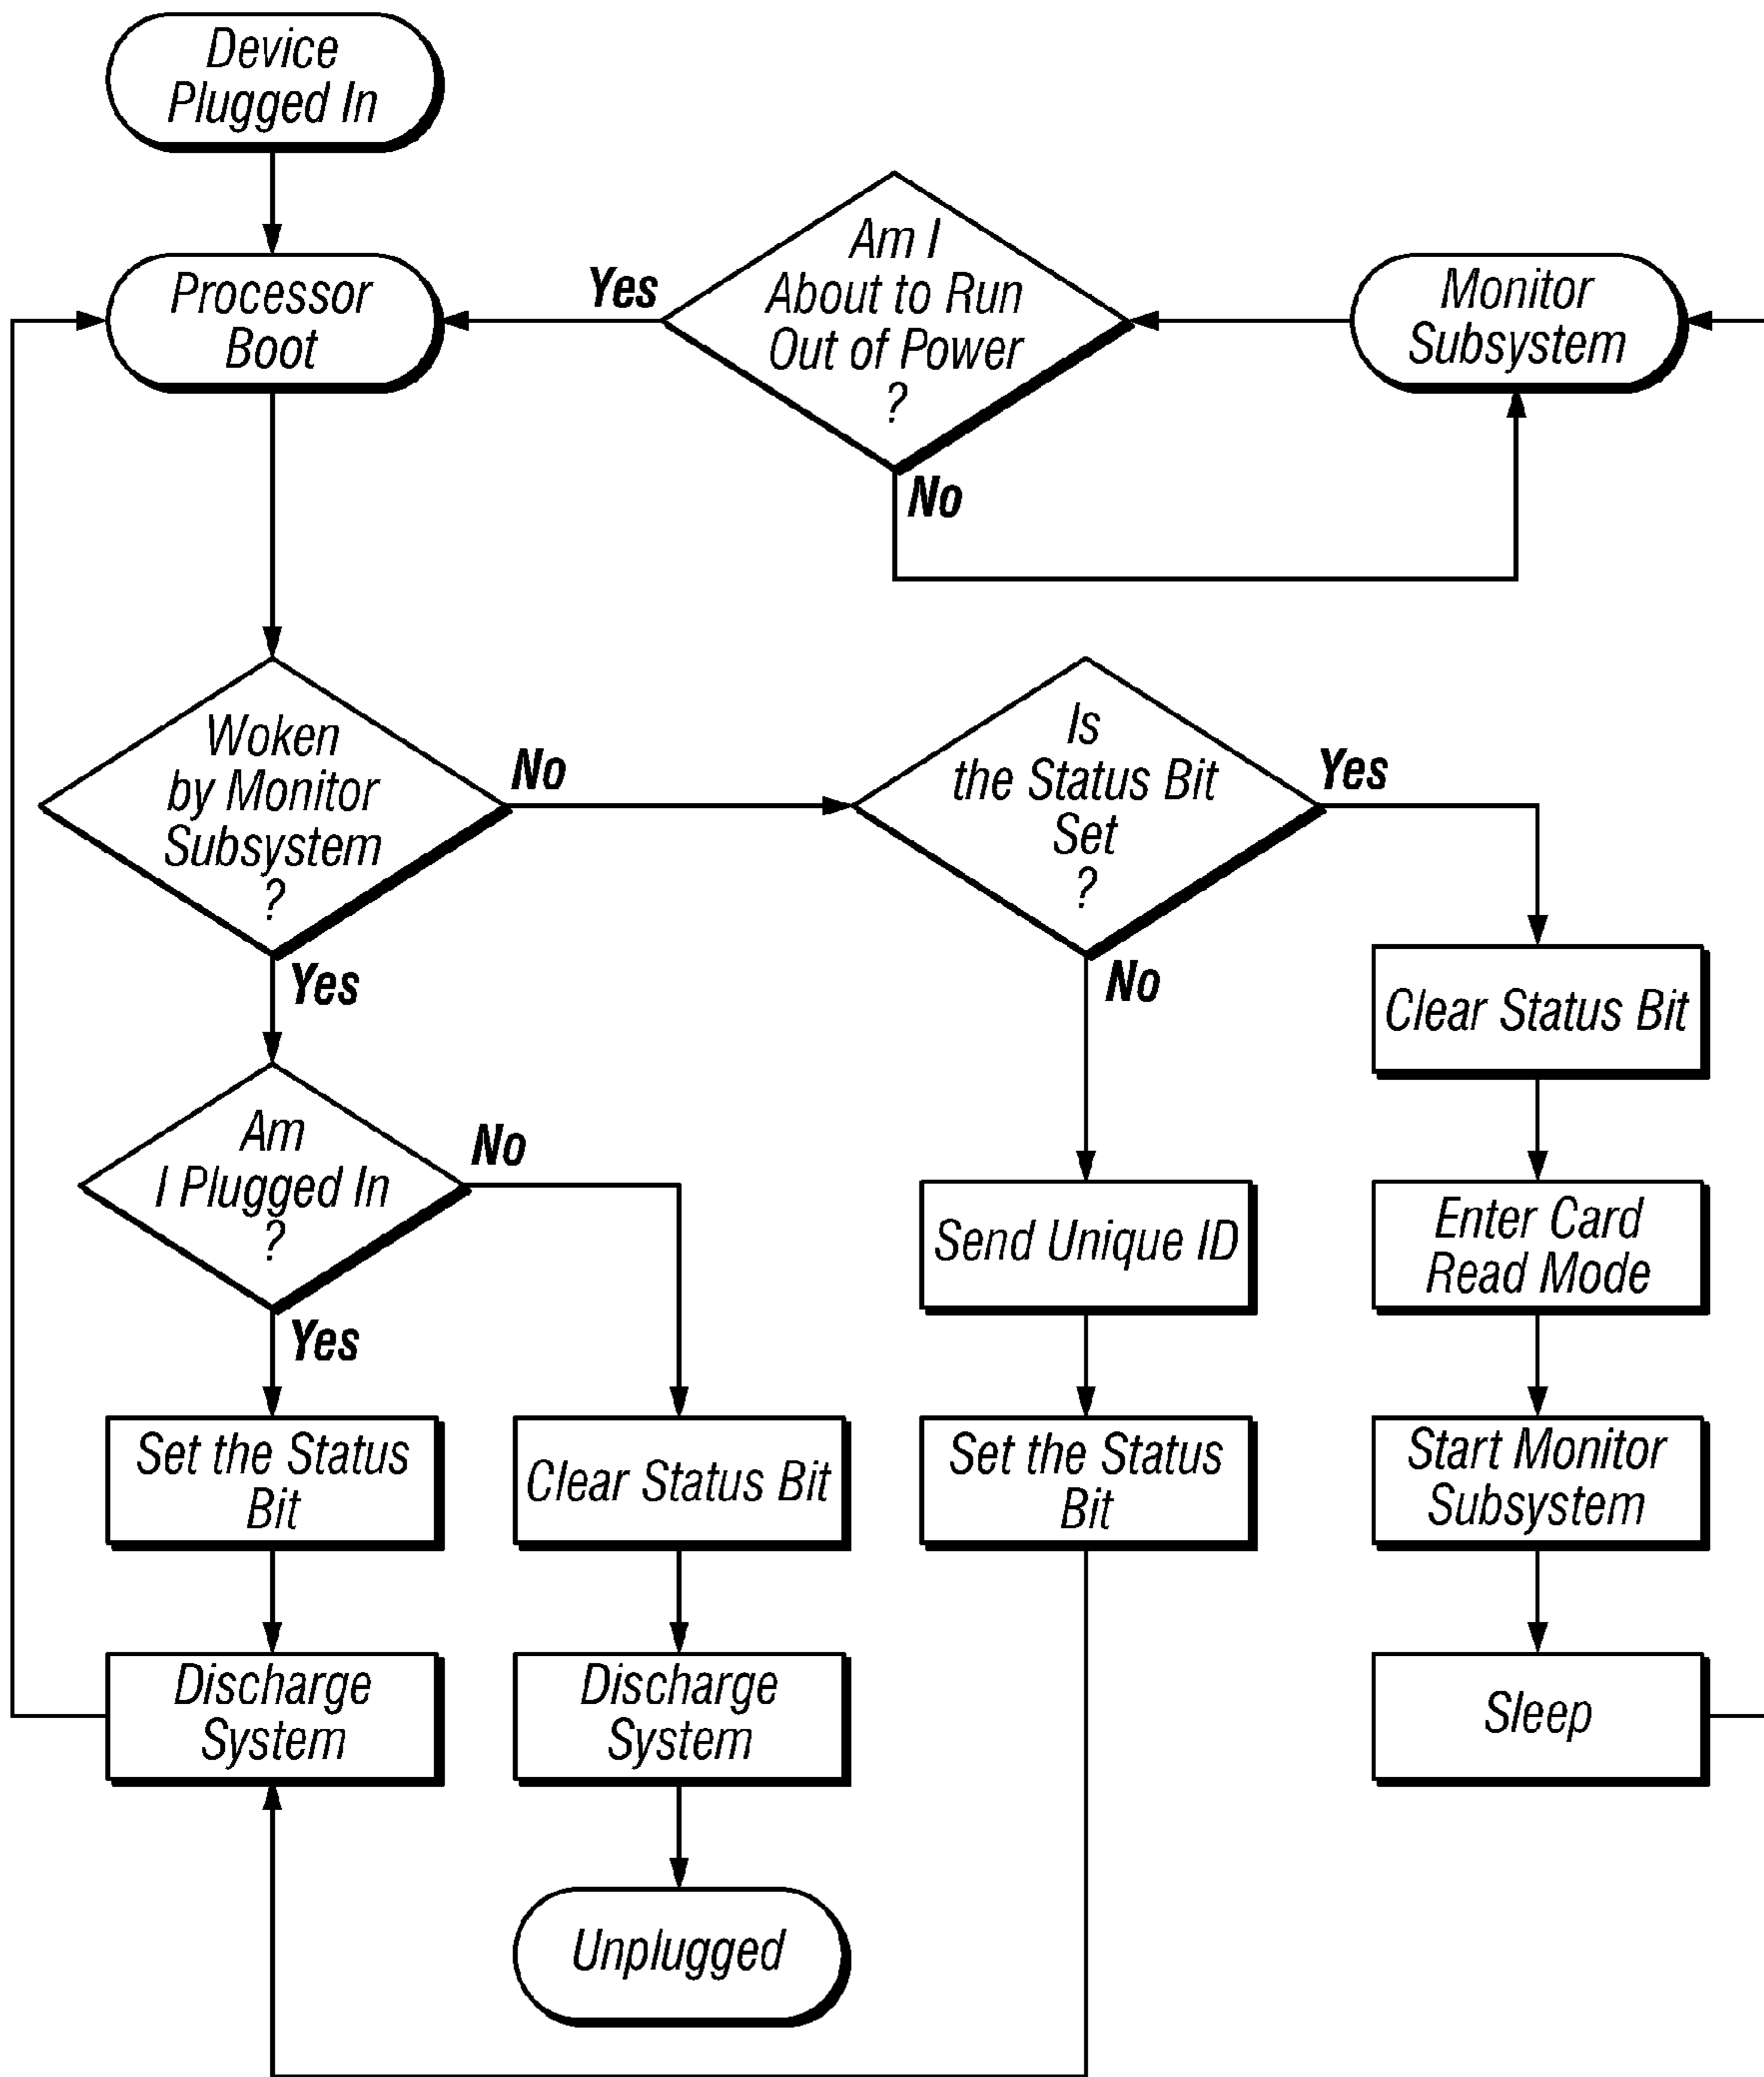 Device
Plugged In
Processor
Boot
Yes
Am I
About to Run
Out of Power
?
No
Monitor
Subsystem
Woken
by Monitor
Subsystem
?
No
Yes
Is
the Status Bit
Set
?
Yes
No
Clear Status Bit
Am
I Plugged In
?
No
Yes
Send Unique ID
Enter Card
Read Mode
Set the Status
Bit
Clear Status Bit
Set the Status
Bit
Start Monitor
Subsystem
Discharge
System
Discharge
System
Sleep
Unplugged